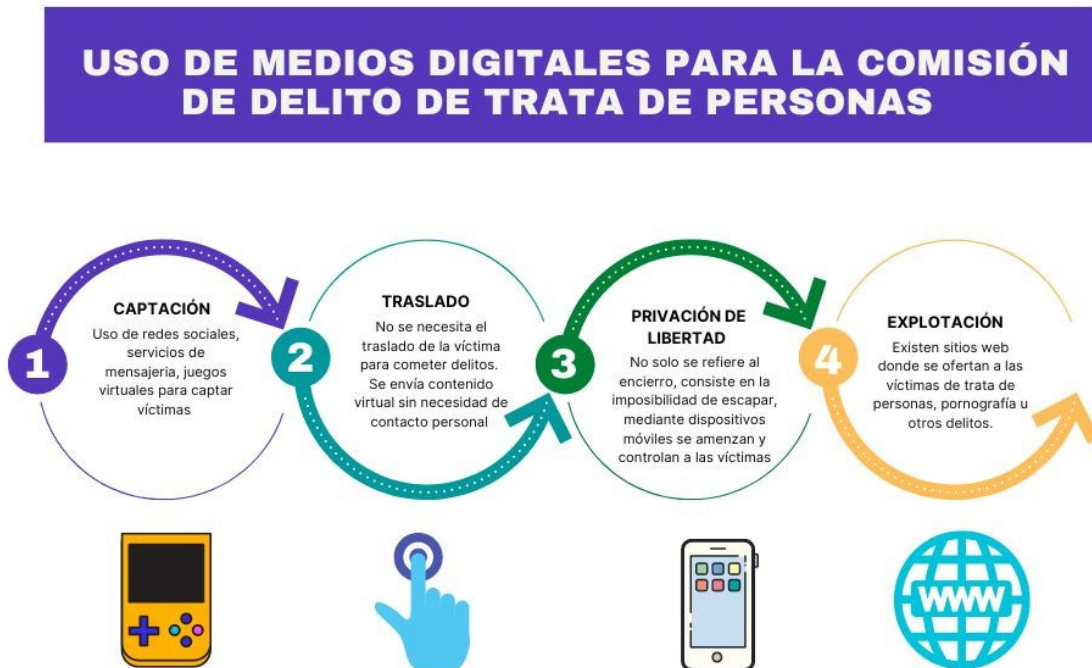 USO DE MEDIOS DIGITALES PARA LA COMISIÓN
DE DELITO DE TRATA DE PERSONAS
1
CAPTACIÓN
Uso de redes sociales,
servicios de
mensajeria, juegos
virtuales para captar
víctimas
2
TRASLADO
No se necesita el
traslado de la víctima
para cometer delitos.
Se envía contenido
virtual sin necesidad de
contacto personal
3
PRIVACIÓN DE
LIBERTAD
No solo se refiere al
encierro, consiste en la
imposibilidad de escapar,
mediante dispositivos
móviles se amenzan y
controlan a las víctimas
4
EXPLOTACIÓN
Existen sitios web
donde se ofertan a las
víctimas de trata de
personas, pornografía u
otros delitos.
WWW